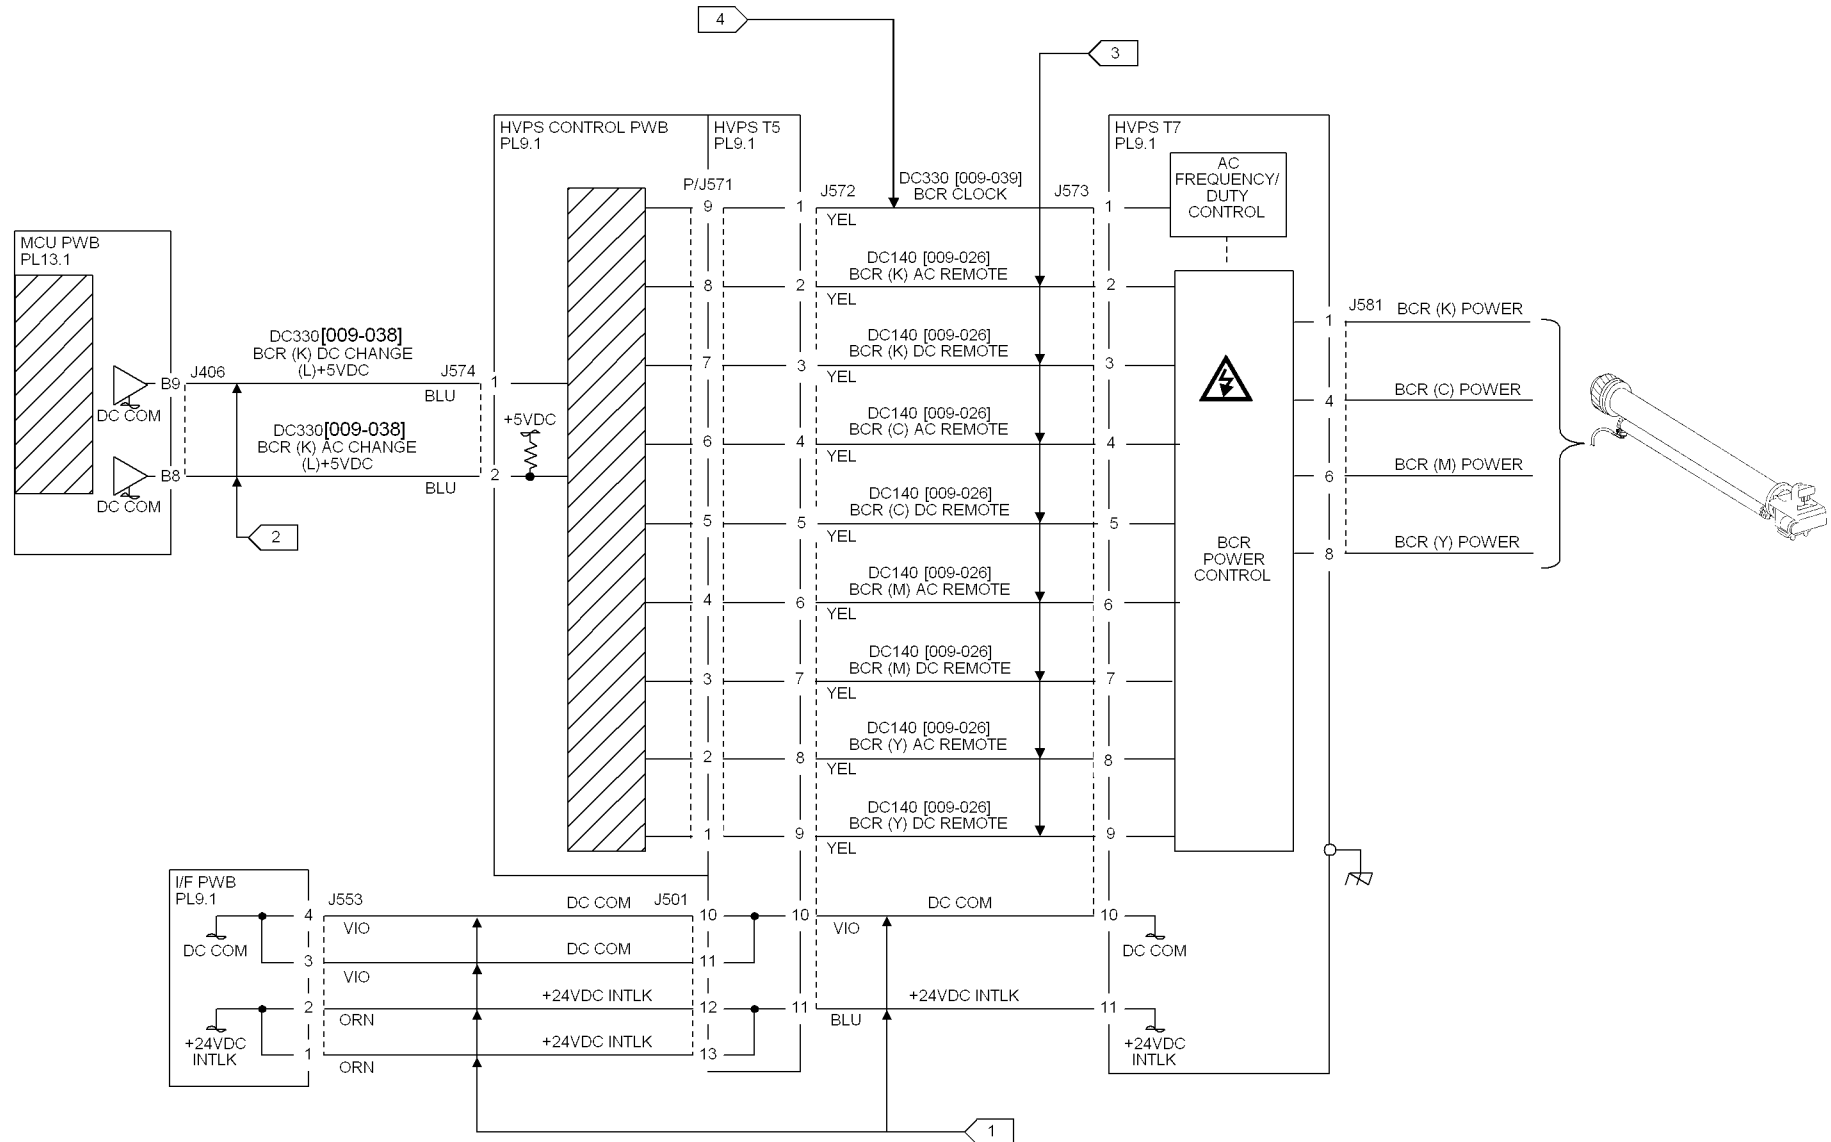 4
3
HVPS CONTROL PWB
PL9.1
HVPS T5
PL9.1
HVPS T7
PL9.1
AC
FREQUENCY/
DUTY
CONTROL
P/J571
J572
DC330 [009-039]
BCR CLOCK
J573
9
1
YEL
1
MCU PWB
PL13.1
DC140 [009-026]
BCR (K) AC REMOTE
8
2
YEL
2
J581
BCR (K) POWER
1
DC330[009-038]
BCR (K) DC CHANGE
(L)+5VDC
DC140 [009-026]
BCR (K) DC REMOTE
7
3
YEL
3
B9
J406
J574
1
BLU
DC COM
BCR (C) POWER
4
+5VDC
DC140 [009-026]
BCR (C) AC REMOTE
6
4
YEL
4
DC330[009-038]
BCR (K) AC CHANGE
(L)+5VDC
B8
BLU
2
DC COM
BCR (M) POWER
6
DC140 [009-026]
BCR (C) DC REMOTE
5
5
YEL
5
2
BCR
POWER
CONTROL
BCR (Y) POWER
8
DC140 [009-026]
BCR (M) AC REMOTE
4
6
YEL
6
DC140 [009-026]
BCR (M) DC REMOTE
3
7
YEL
7
DC140 [009-026]
BCR (Y) AC REMOTE
2
8
YEL
8
DC140 [009-026]
BCR (Y) DC REMOTE
1
9
YEL
9
I/F PWB
PL9.1
J553
DC COM
J501
4
VIO
10
10
VIO
DC COM
10
DC COM
DC COM
3
VIO
DC COM
11
2
ORN
+24VDC INTLK
12
11
BLU
+24VDC INTLK
11
+24VDC
INTLK
+24VDC
INTLK
1
ORN
+24VDC INTLK
13
1